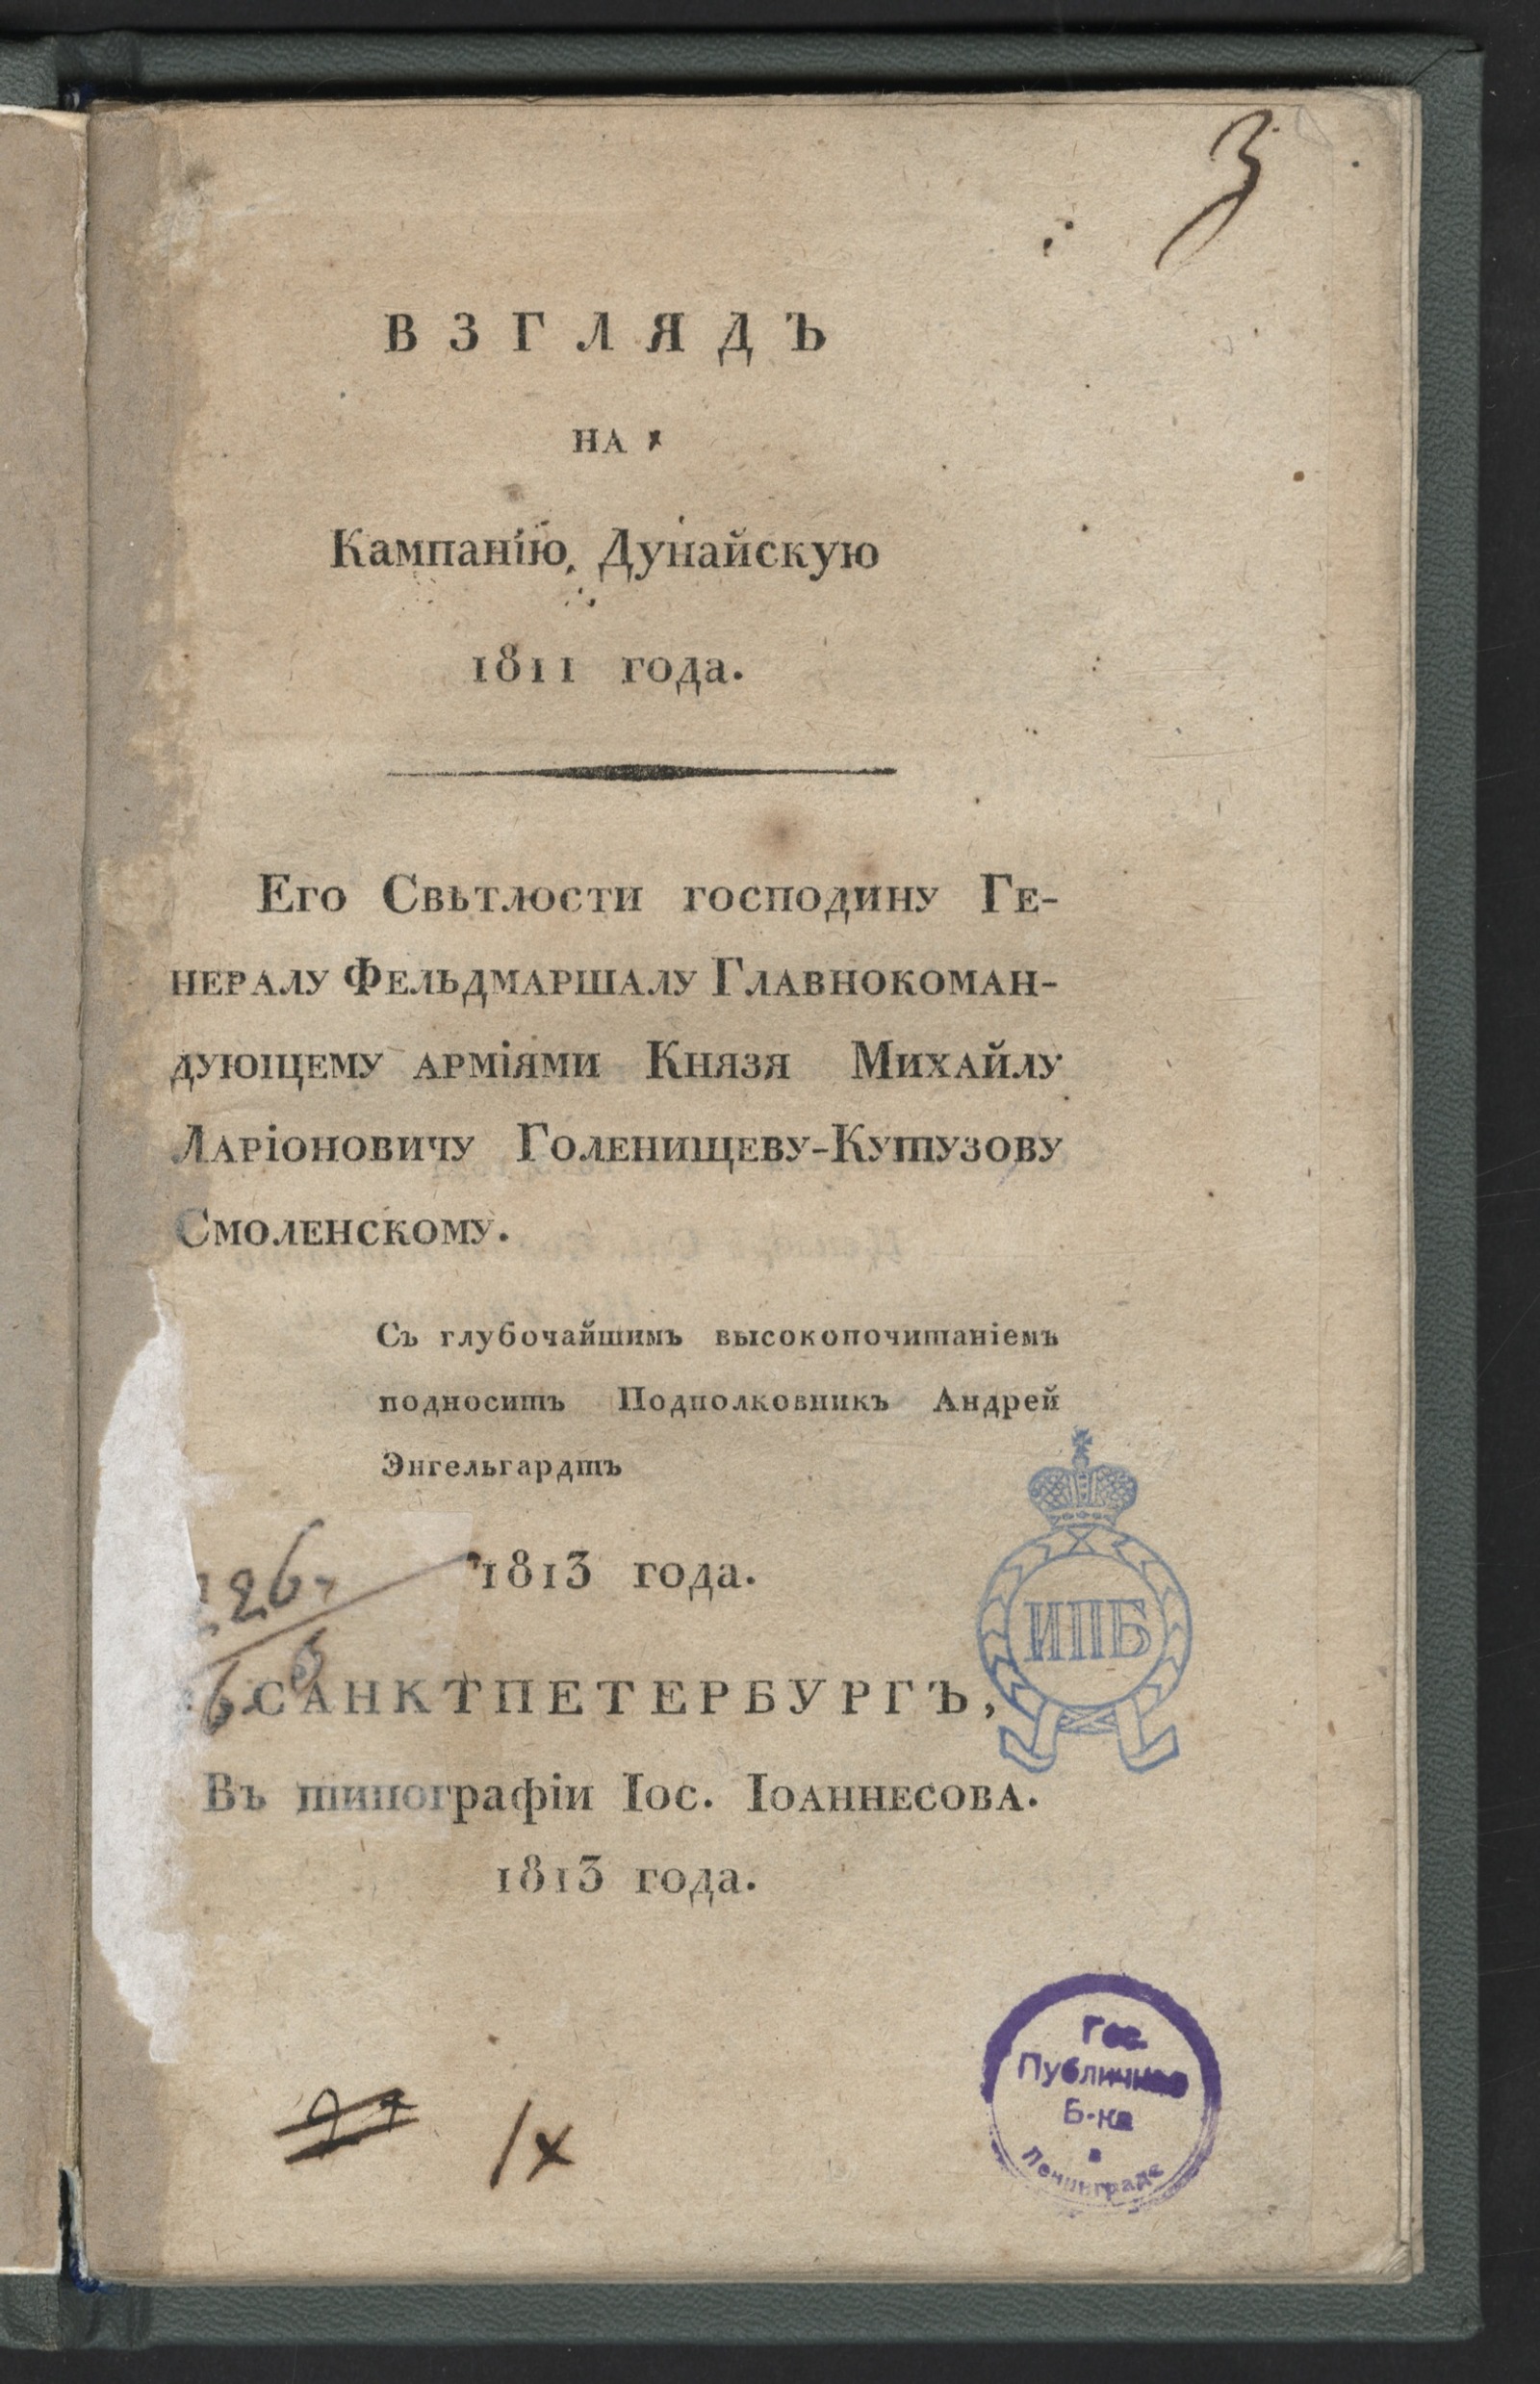 3
ВЗГЛЯДЪ
НА
Кампанію Дунайскую
1811 года.
Его Свѣтлости господину Ге-
нералу Фельдмаршалу Главнокоман-
дующему арміями Князя Михайлу
Ларіоновичу Голенищеву-Кутузову
Смоленскому.
Съ глубочайшимъ высокопочитаніемъ
подноситъ Подполковникъ Андрей
Энгельгардтъ
1813 года.
ИПБ
САНКТПЕТЕРБУРГЪ,
Въ типографіи Іос. Іоаннесова.
1813 года.
Гос.
Публичная
Б-ка
в
Ленинграде